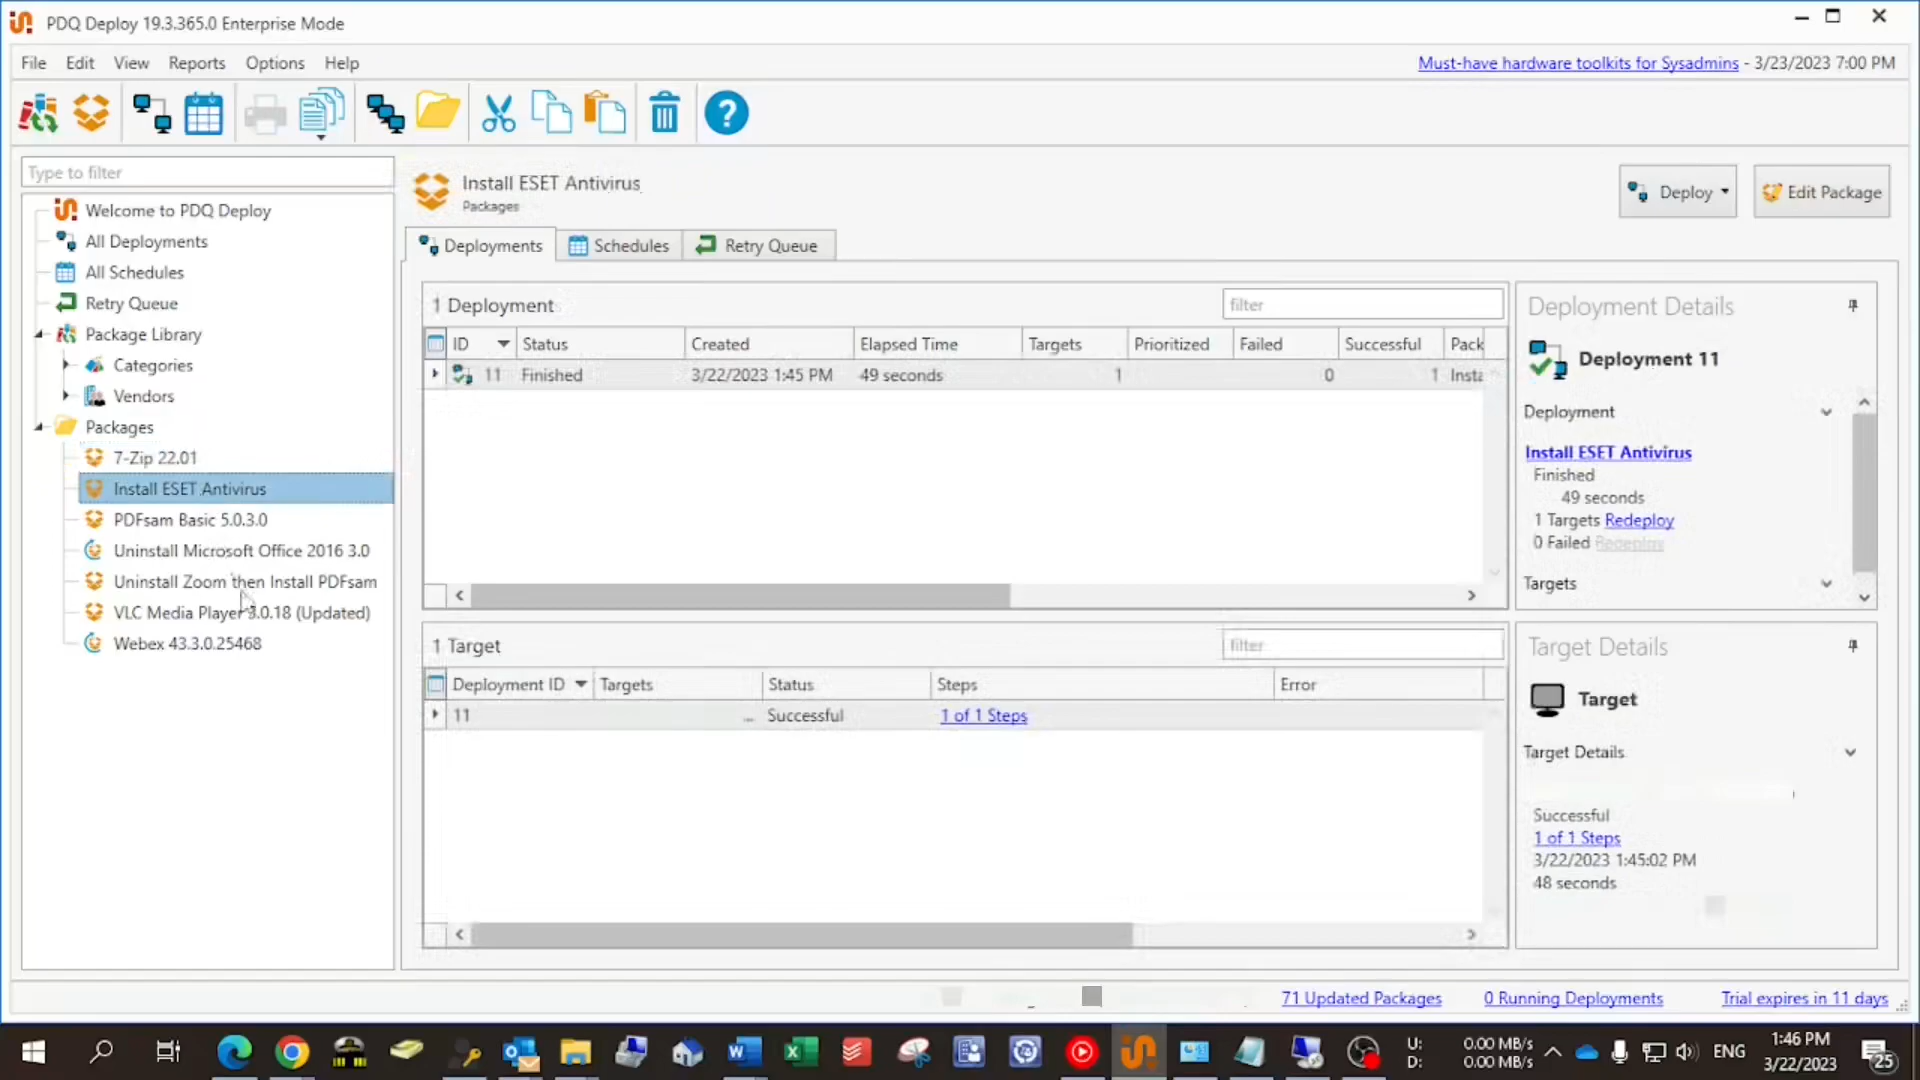 PDQ Deploy 19.3.365.0 Enterprise Mode
File Edit View Reports Options Help
Must-have hardware toolkits for Sysadmins - 3/23/2023 7:00 PM
Type to filter
Welcome to PDQ Deploy
All Deployments
All Schedules
Retry Queue
Package Library
Categories
Vendors
Packages
7-Zip 22.01
Install ESET Antivirus
PDFsam Basic 5.0.3.0
Uninstall Microsoft Office 2016 3.0
Uninstall Zoom then Install PDFsam
VLC Media Player 3.0.18 (Updated)
Webex 43.3.0.25468
Install ESET Antivirus
Packages
Deploy
Edit Package
Deployments Schedules Retry Queue
1 Deployment
filter
ID Status Created Elapsed Time Targets Prioritized Failed Successful Pack
11 Finished 3/22/2023 1:45 PM 49 seconds 1 0 1 Insta
1 Target
filter
Deployment ID Targets Status Steps Error
11 ... Successful 1 of 1 Steps
Deployment Details
Deployment 11
Deployment
Install ESET Antivirus
Finished
49 seconds
1 Targets Redeploy
0 Failed Redeploy
Targets
Target Details
Target
Target Details
Successful
1 of 1 Steps
3/22/2023 1:45:02 PM
48 seconds
71 Updated Packages 0 Running Deployments Trial expires in 11 days
U: 0.00 MB/s
D: 0.00 MB/s
ENG
1:46 PM
3/22/2023
25